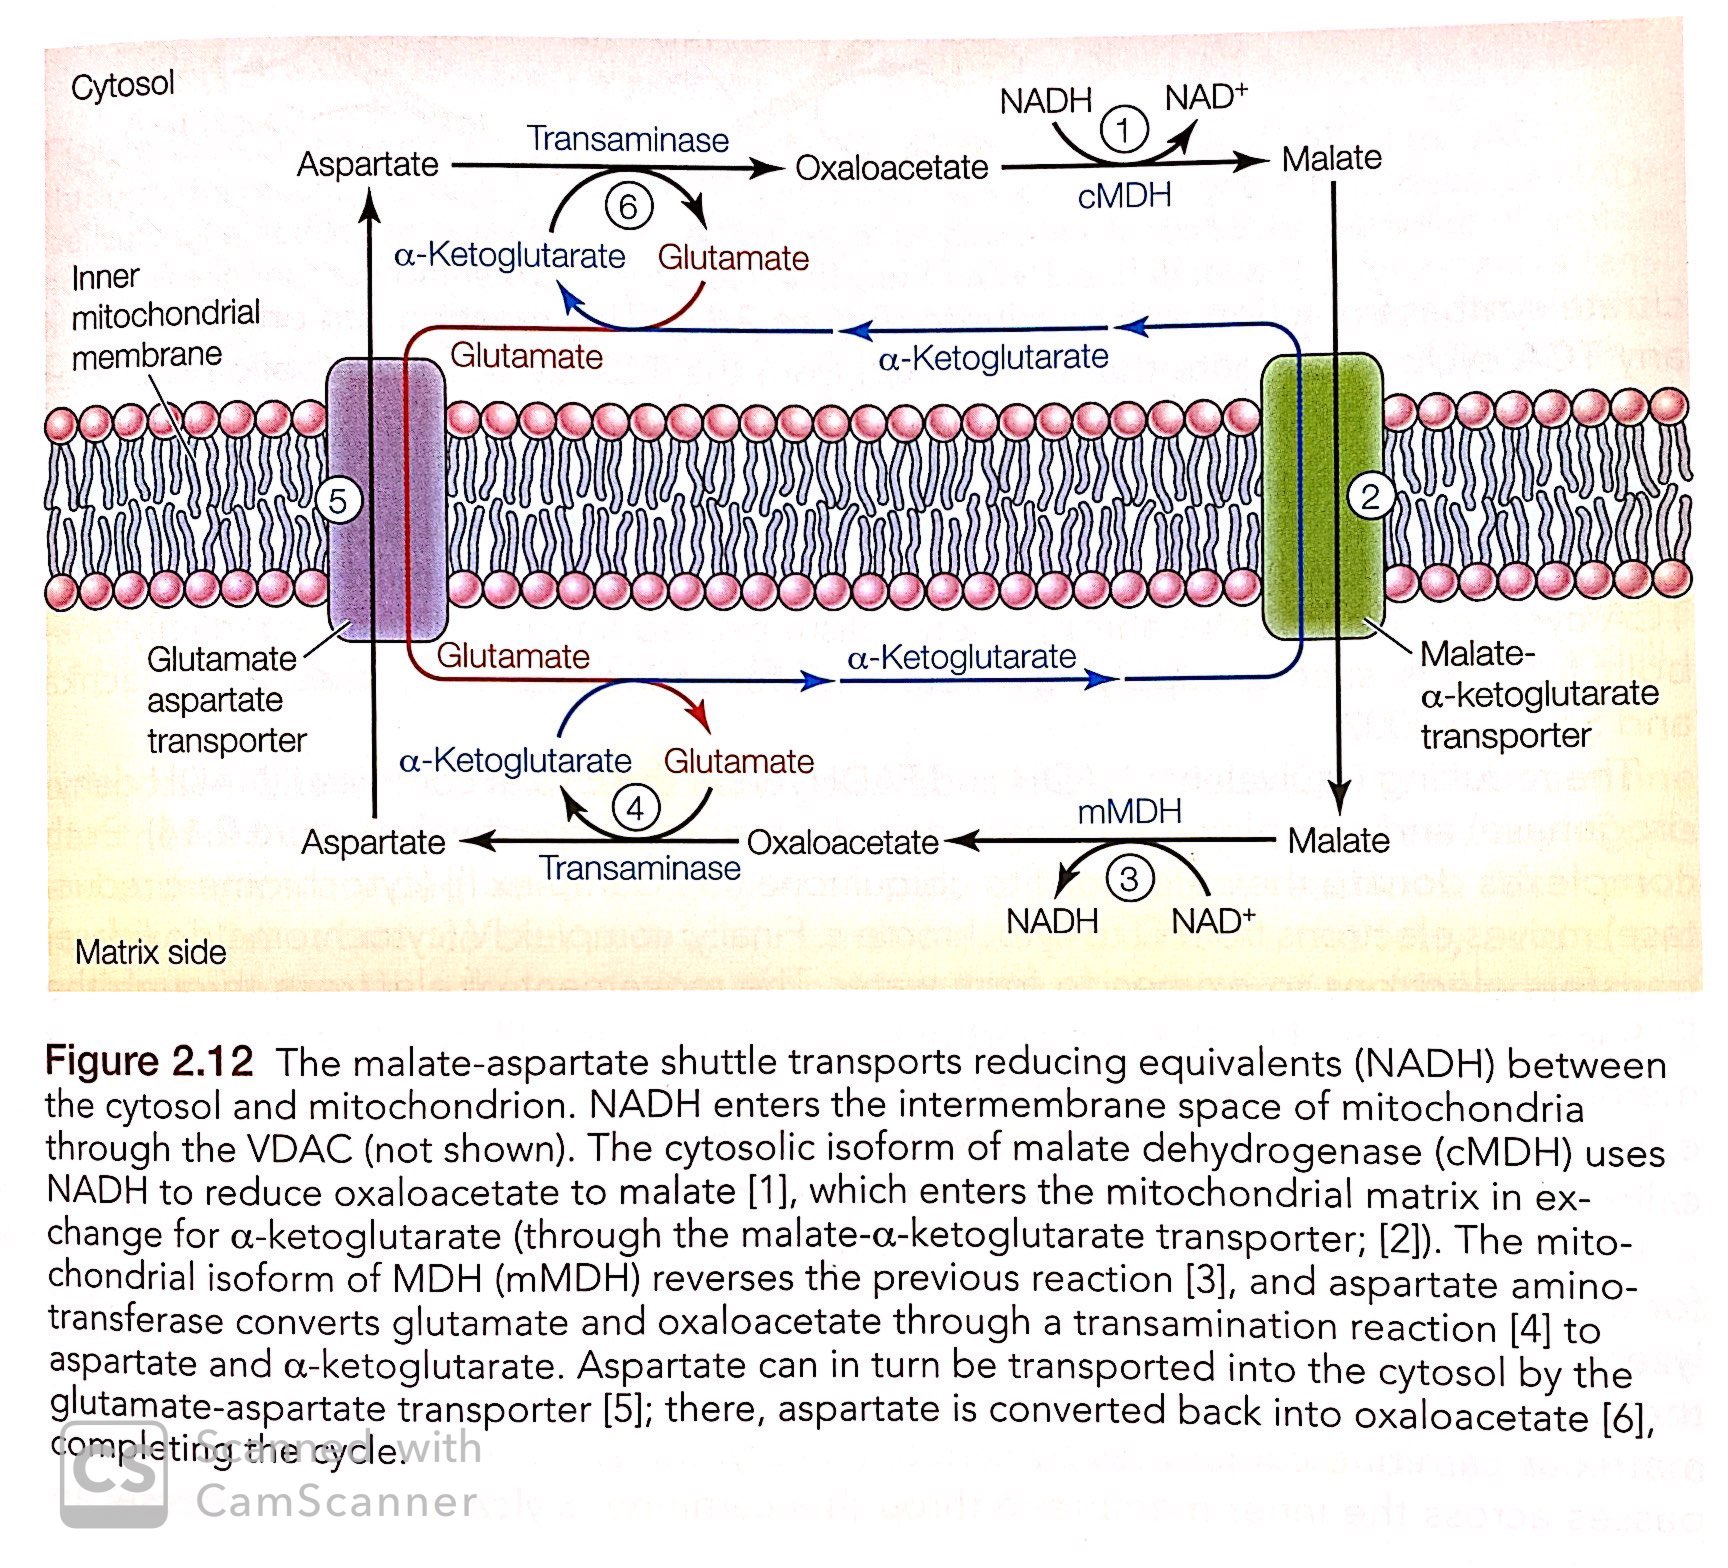 Cytosol
NADH
NAD+
1
Transaminase
Aspartate
Oxaloacetate
Malate
cMDH
6
α-Ketoglutarate
Glutamate
Inner
mitochondrial
membrane
Glutamate
α-Ketoglutarate
5
2
Glutamate
aspartate
transporter
Glutamate
α-Ketoglutarate
Malate-
α-ketoglutarate
transporter
α-Ketoglutarate
Glutamate
4
mMDH
Aspartate
Oxaloacetate
Malate
Transaminase
3
NADH
NAD+
Matrix side
Figure 2.12 The malate-aspartate shuttle transports reducing equivalents (NADH) between
the cytosol and mitochondrion. NADH enters the intermembrane space of mitochondria
through the VDAC (not shown). The cytosolic isoform of malate dehydrogenase (cMDH) uses
NADH to reduce oxaloacetate to malate [1], which enters the mitochondrial matrix in ex-
change for α-ketoglutarate (through the malate-α-ketoglutarate transporter; [2]). The mito-
chondrial isoform of MDH (mMDH) reverses the previous reaction [3], and aspartate amino-
transferase converts glutamate and oxaloacetate through a transamination reaction [4] to
aspartate and α-ketoglutarate. Aspartate can in turn be transported into the cytosol by the
glutamate-aspartate transporter [5]; there, aspartate is converted back into oxaloacetate [6],
completing the cycle.
CS
Scanned with
CamScanner